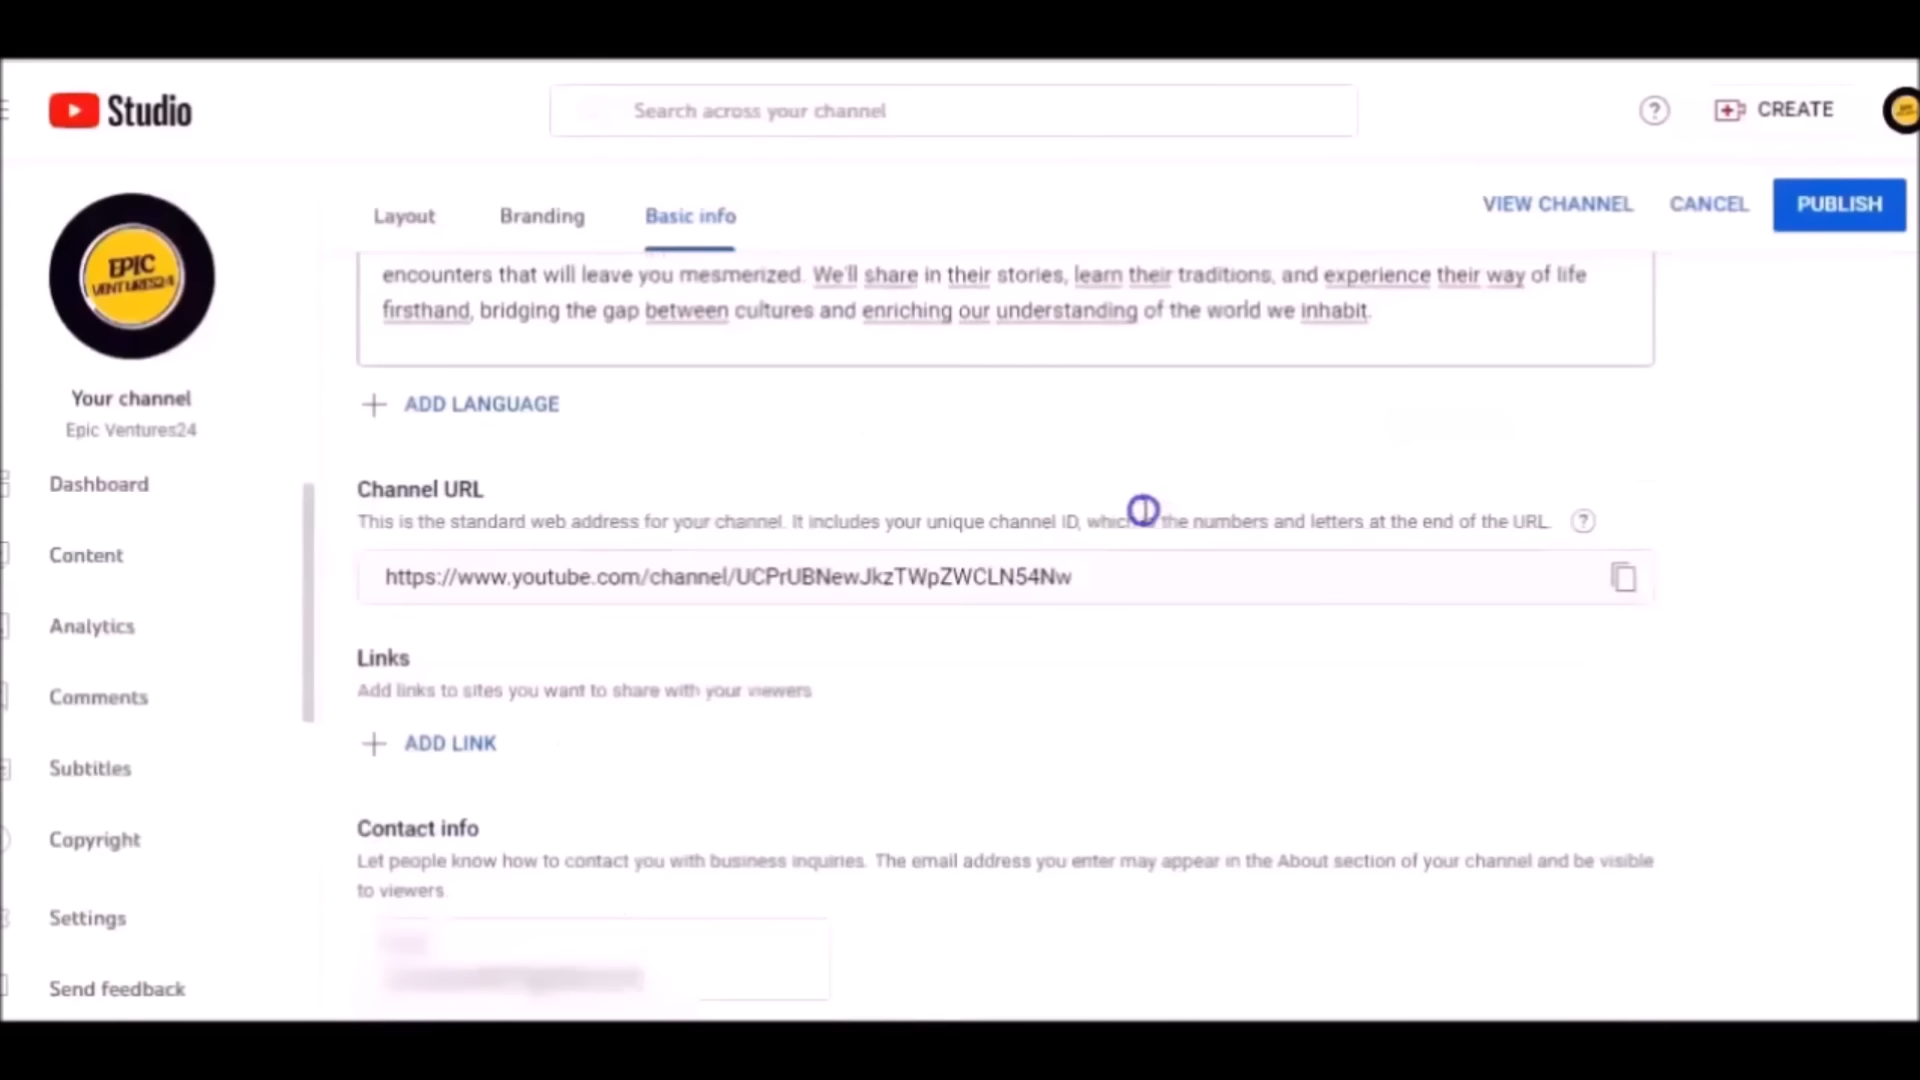 Studio
Search across your channel
CREATE
EPIC
VENTURES24
Your channel
Epic Ventures24
Dashboard
Content
Analytics
Comments
Subtitles
Copyright
Settings
Send feedback
Layout
Branding
Basic info
VIEW CHANNEL
CANCEL
PUBLISH
encounters that will leave you mesmerized. We'll share in their stories, learn their traditions, and experience their way of life
firsthand, bridging the gap between cultures and enriching our understanding of the world we inhabit.
ADD LANGUAGE
Channel URL
This is the standard web address for your channel. It includes your unique channel ID, which the numbers and letters at the end of the URL.
https://www.youtube.com/channel/UCPrUBNewJkzTWpZWCLN54Nw
Links
Add links to sites you want to share with your viewers
ADD LINK
Contact info
Let people know how to contact you with business inquiries. The email address you enter may appear in the About section of your channel and be visible
to viewers.